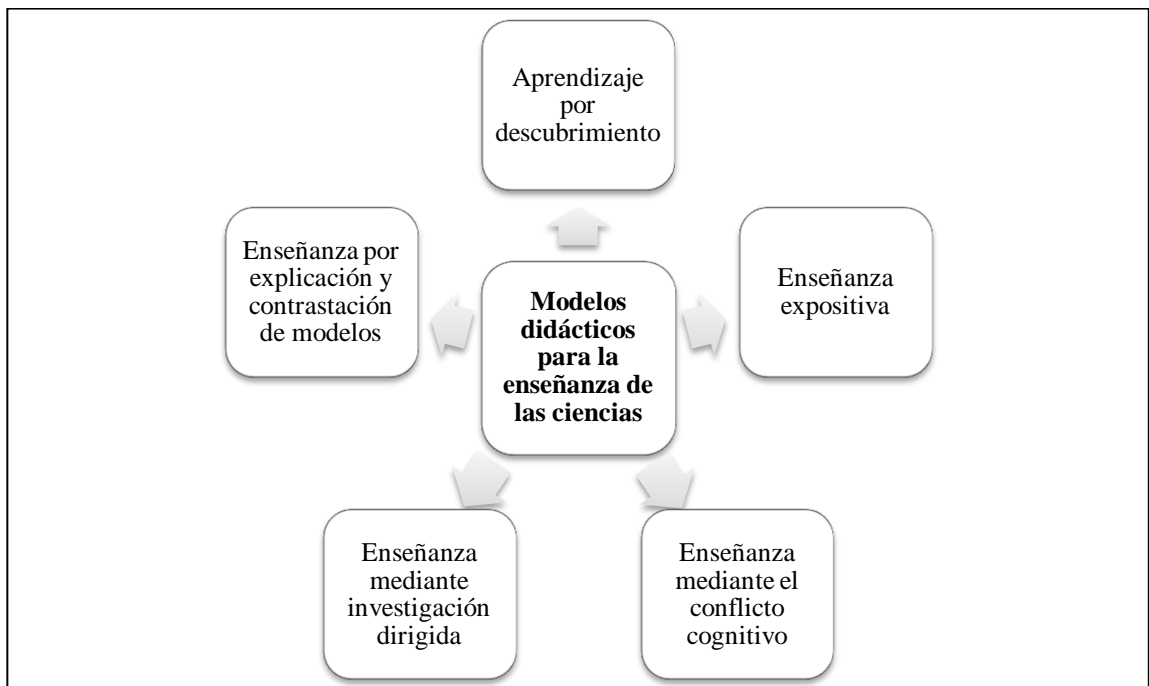 Aprendizaje
por
descubrimiento
Enseñanza por
explicación y
contrastación
de modelos
Modelos
didácticos
para la
enseñanza de
las ciencias
Enseñanza
expositiva
Enseñanza
mediante
investigación
dirigida
Enseñanza
mediante el
conflicto
cognitivo